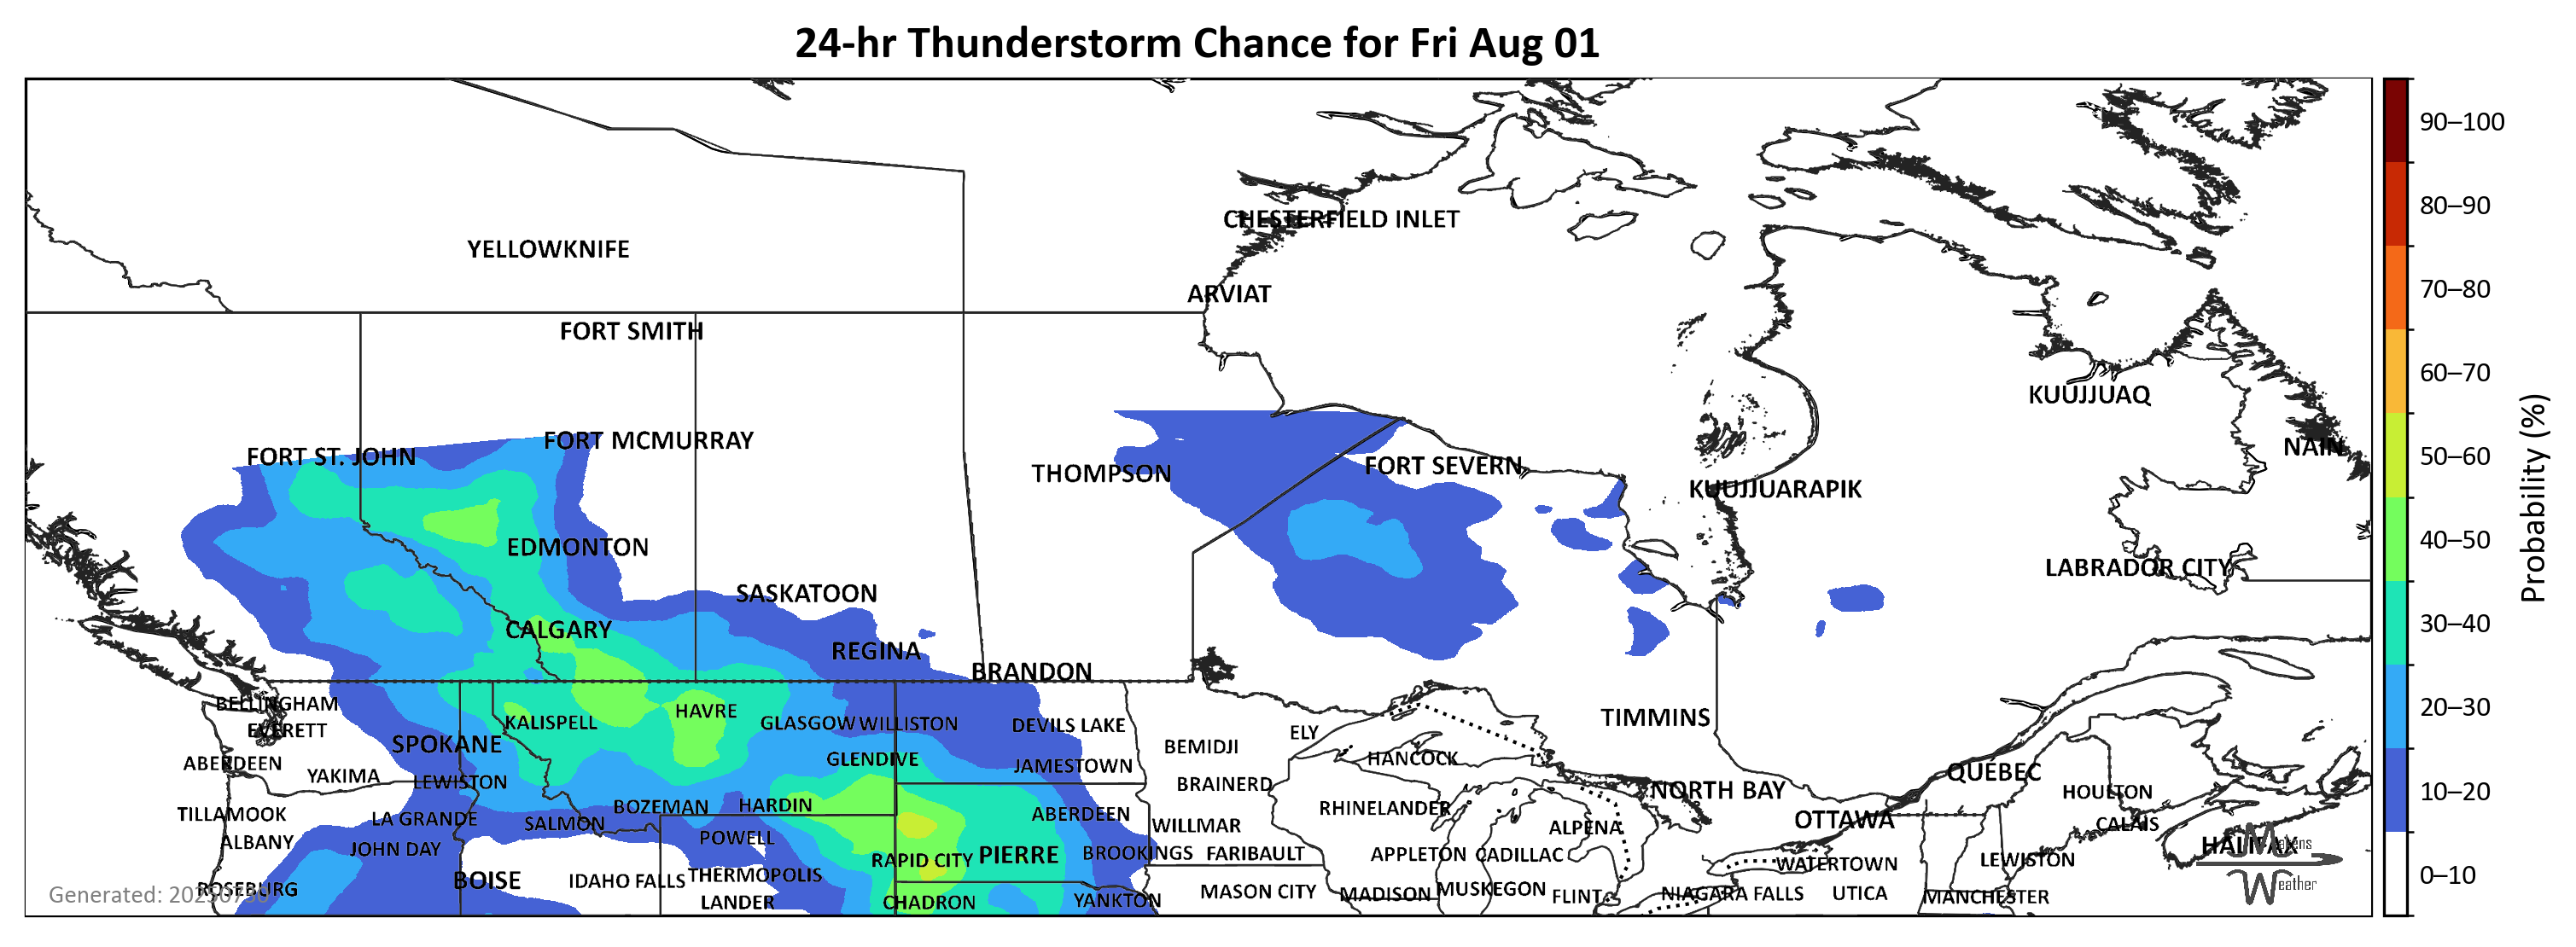 24-hr Thunderstorm Chance for Fri Aug 01
90–100
80–90
70–80
60–70
50–60
40–50
30–40
20–30
10–20
0–10
Probability (%)
CHESTERFIELD INLET
YELLOWKNIFE
ARVIAT
FORT SMITH
KUUJJUAQ
FORT ST. JOHN
FORT MCMURRAY
THOMPSON
FORT SEVERN
NAIN
KUUJJUARAPIK
EDMONTON
LABRADOR CITY
SASKATOON
CALGARY
REGINA
BRANDON
BELLINGHAM
EVERETT
KALISPELL
HAVRE
GLASGOW
WILLISTON
DEVILS LAKE
TIMMINS
ELY
SPOKANE
BEMIDJI
HANCOCK
ABERDEEN
YAKIMA
LEWISTON
GLENDIVE
JAMESTOWN
BRAINERD
NORTH BAY
QUÉBEC
HOULTON
TILLAMOOK
LA GRANDE
SALMON
BOZEMAN
HARDIN
ABERDEEN
WILLMAR
RHINELANDER
ALPENA
OTTAWA
CALAIS
ALBANY
JOHN DAY
POWELL
RAPID CITY
PIERRE
BROOKINGS
FARIBAULT
APPLETON
CADILLAC
WATERTOWN
LEWISTON
HALIFAX
ROSEBURG
BOISE
IDAHO FALLS
THERMOPOLIS
LANDER
CHADRON
YANKTON
MASON CITY
MADISON
MUSKEGON
FLINT
NIAGARA FALLS
UTICA
MANCHESTER
Generated: 20250730
Weather